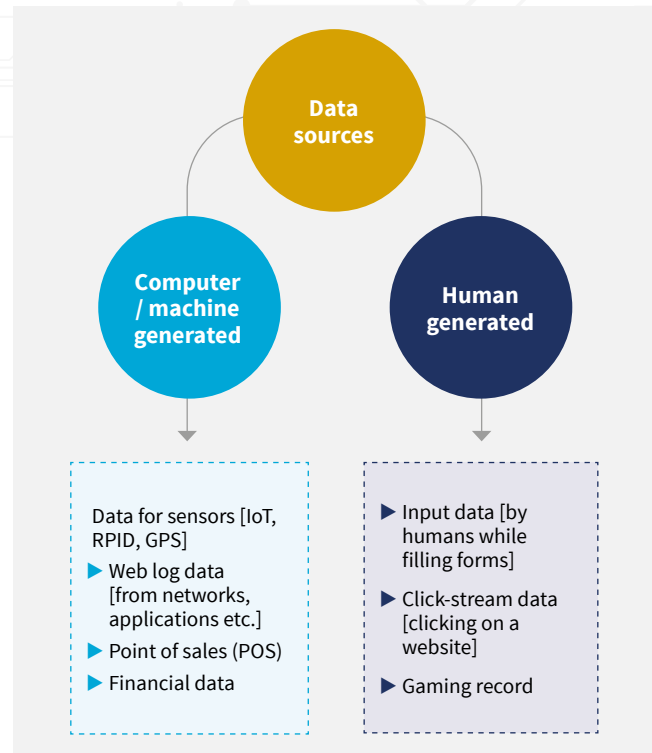 Data
sources
Computer
/ machine
generated
Human
generated
Data for sensors [IoT,
RPID, GPS]
▶ Web log data
[from networks,
applications etc.]
▶ Point of sales (POS)
▶ Financial data
▶ Input data [by
humans while
filling forms]
▶ Click-stream data
[clicking on a
website]
▶ Gaming record